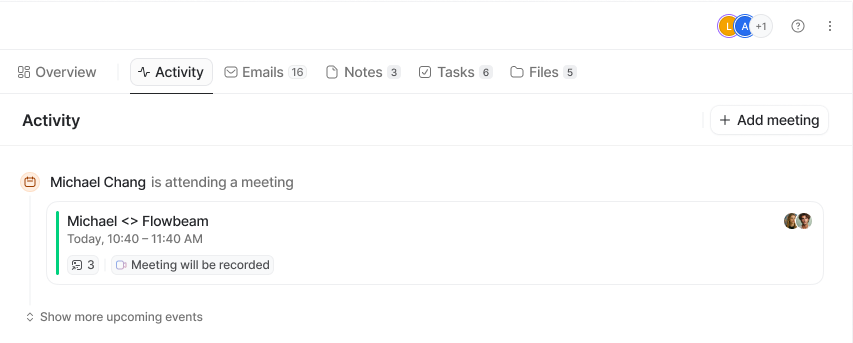 L A +1
Overview Activity Emails 16 Notes 3 Tasks 6 Files 5
Activity
Add meeting
Michael Chang is attending a meeting
Michael <> Flowbeam
Today, 10:40 – 11:40 AM
3 Meeting will be recorded
Show more upcoming events